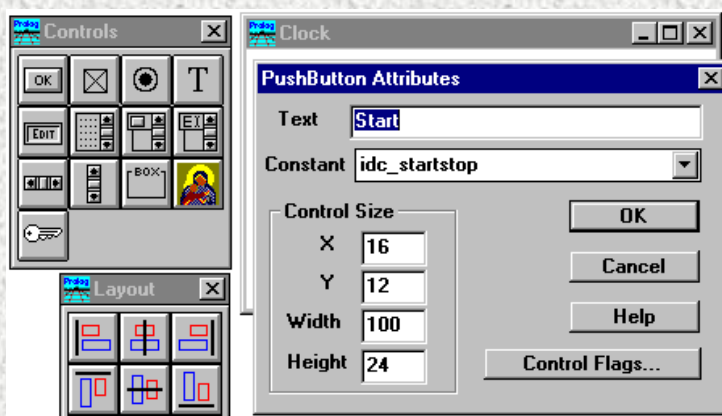 Prolog Controls
OK
T
EDIT
EX
BOX
Prolog Layout
Prolog Clock
PushButton Attributes
Text Start
Constant idc_startstop
Control Size
X 16
Y 12
Width 100
Height 24
OK
Cancel
Help
Control Flags...